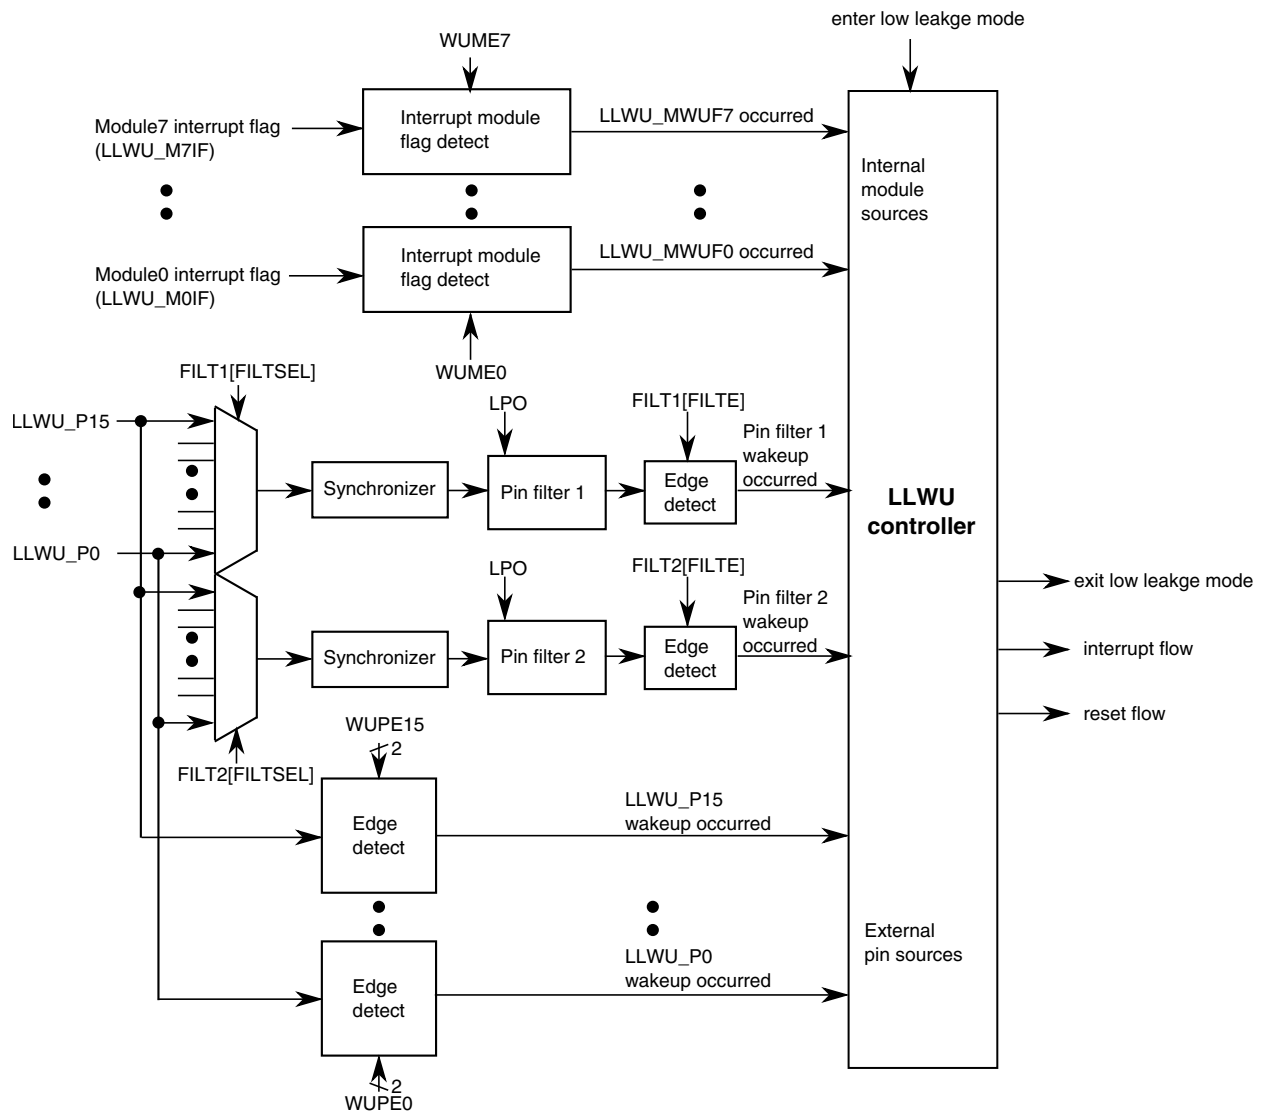 enter low leakge mode
WUME7
Interrupt module
flag detect
LLWU_MWUF7 occurred
Module7 interrupt flag
(LLWU_M7IF)
Internal
module
sources
Interrupt module
flag detect
LLWU_MWUF0 occurred
Module0 interrupt flag
(LLWU_M0IF)
WUME0
FILT1[FILTSEL]
LLWU_P15
LPO
FILT1[FILTE]
Pin filter 1
wakeup
occurred
Synchronizer
Pin filter 1
Edge
detect
LLWU
controller
LLWU_P0
LPO
FILT2[FILTE]
Pin filter 2
wakeup
occurred
exit low leakge mode
Synchronizer
Pin filter 2
Edge
detect
interrupt flow
reset flow
WUPE15
2
FILT2[FILTSEL]
Edge
detect
LLWU_P15
wakeup occurred
External
pin sources
LLWU_P0
wakeup occurred
Edge
detect
2
WUPE0